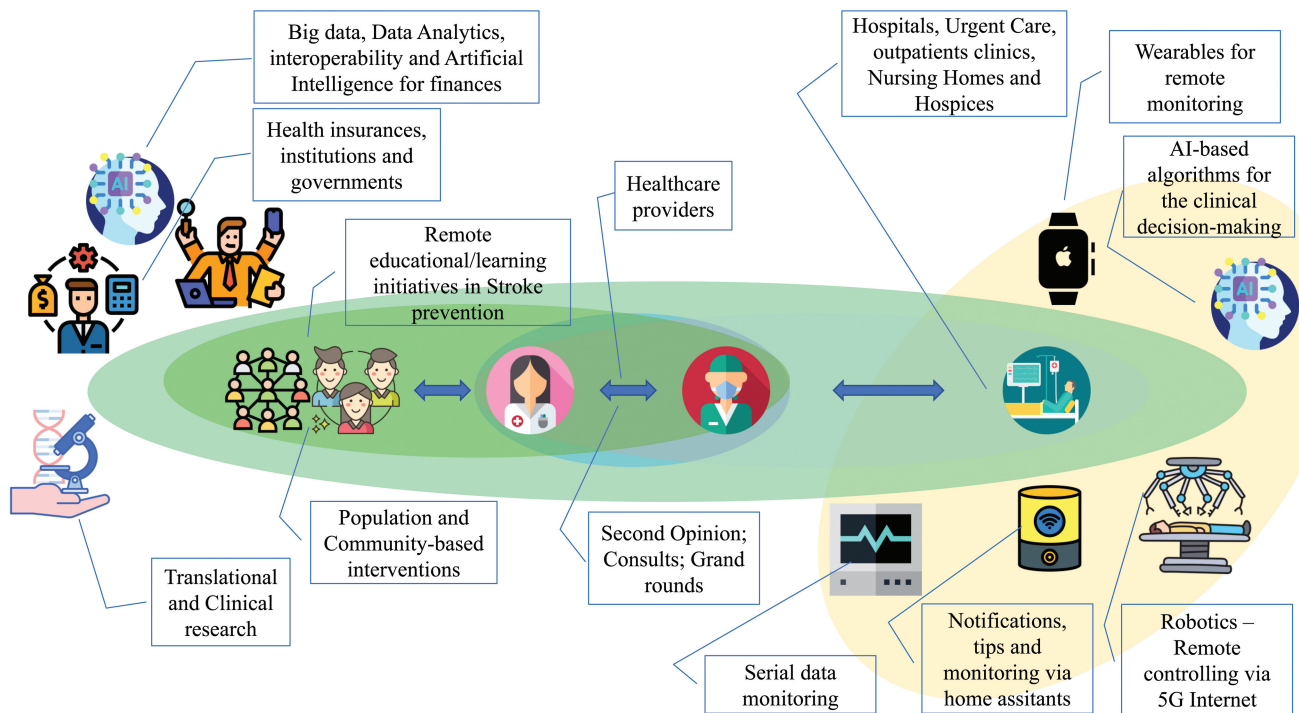 Big data, Data Analytics,
interoperability and Artificial
Intelligence for finances
Health insurances,
institutions and
governments
AI
$
Remote
educational/learning
initiatives in Stroke
prevention
Healthcare
providers
Hospitals, Urgent Care,
outpatients clinics,
Nursing Homes and
Hospices
Wearables for
remote
monitoring
AI-based
algorithms for
the clinical
decision-making
AI
Translational
and Clinical
research
Population and
Community-based
interventions
Second Opinion;
Consults; Grand
rounds
Serial data
monitoring
Notifications,
tips and
monitoring via
home assitants
Robotics –
Remote
controlling via
5G Internet